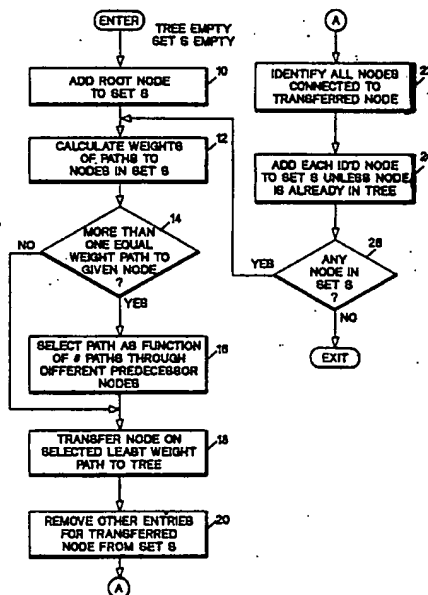 ENTER
TREE EMPTY
SET S EMPTY
ADD ROOT NODE
TO SET S
10
CALCULATE WEIGHTS
OF PATHS TO
NODES IN SET S
12
MORE THAN
ONE EQUAL
WEIGHT PATH TO
GIVEN NODE
?
14
NO
YES
SELECT PATH AS FUNCTION
OF # PATHS THROUGH
DIFFERENT PREDECESSOR
NODES
16
TRANSFER NODE ON
SELECTED LEAST WEIGHT
PATH TO TREE
18
REMOVE OTHER ENTRIES
FOR TRANSFERRED
NODE FROM SET S
20
A
A
IDENTIFY ALL NODES
CONNECTED TO
TRANSFERRED NODE
ADD EACH ID'D NODE
TO SET S UNLESS NODE
IS ALREADY IN TREE
ANY
NODE IN
SET S
?
YES
NO
EXIT